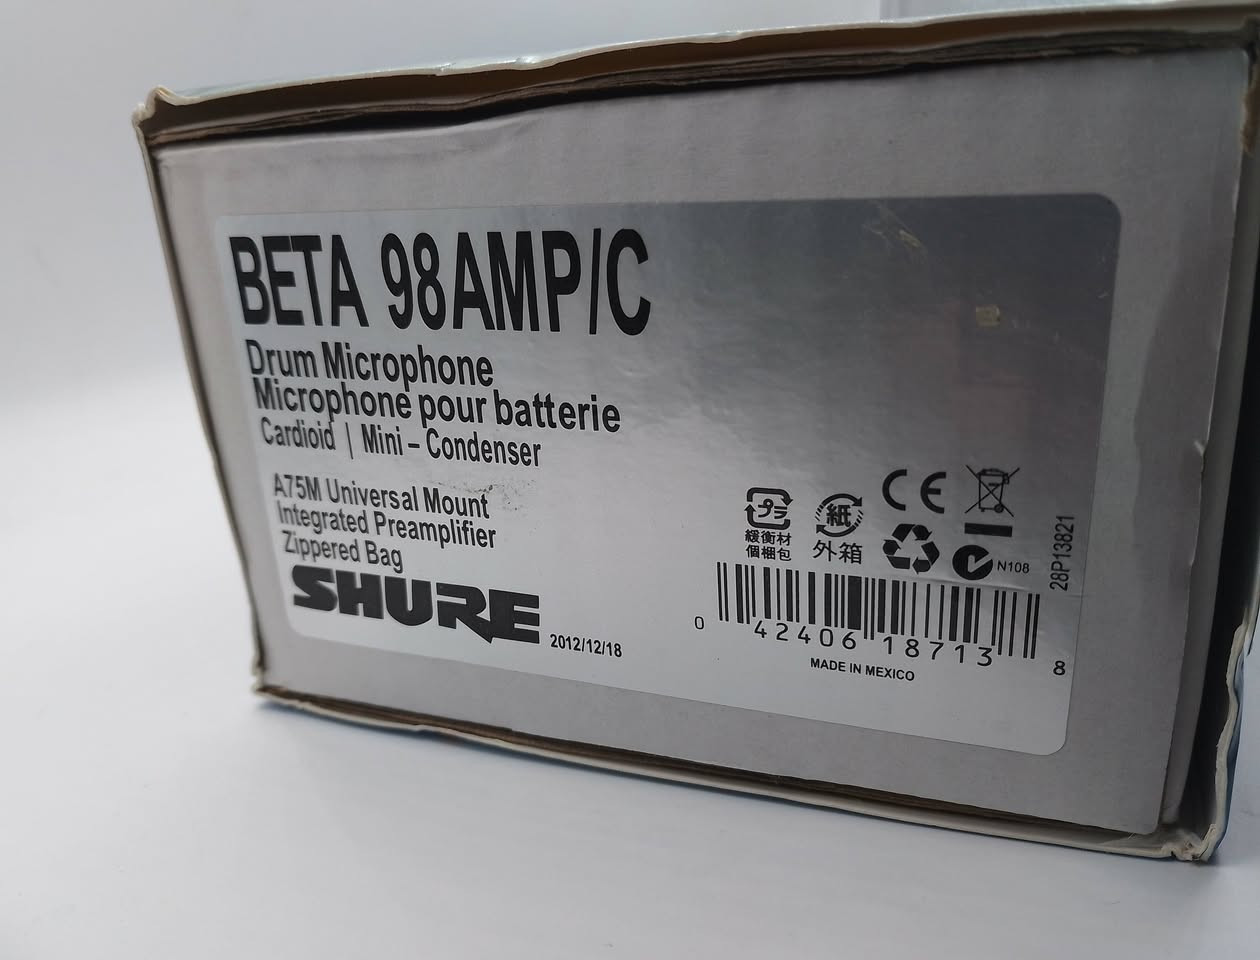 BETA 98AMP/C
Drum Microphone
Microphone pour batterie
Cardioid | Mini – Condenser
A75M Universal Mount
Integrated Preamplifier
Zippered Bag
SHURE
2012/12/18
プラ
緩衝材
個梱包
紙
外箱
CE
N108
28P13821
0 42406 18713 8
MADE IN MEXICO